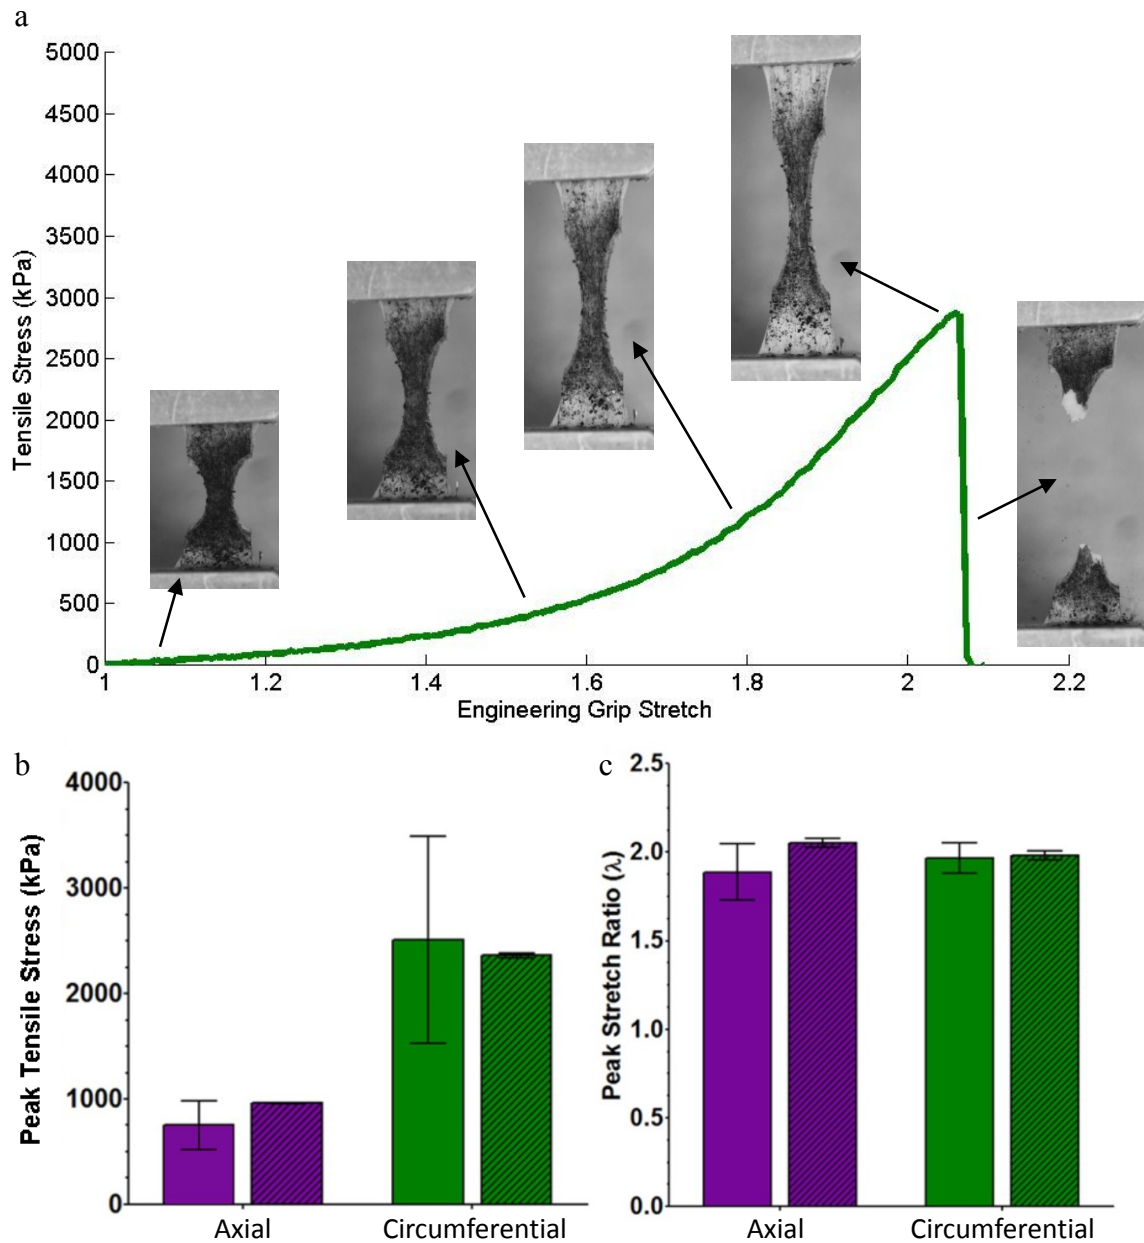 a
5000
4500
4000
3500
3000
2500
2000
1500
1000
500
0
Tensile Stress (kPa)
1 1.2 1.4 1.6 1.8 2 2.2
Engineering Grip Stretch
b
4000
3000
2000
1000
0
Peak Tensile Stress (kPa)
Axial Circumferential
c
2.5
2.0
1.5
1.0
0.5
0.0
Peak Stretch Ratio (λ)
Axial Circumferential